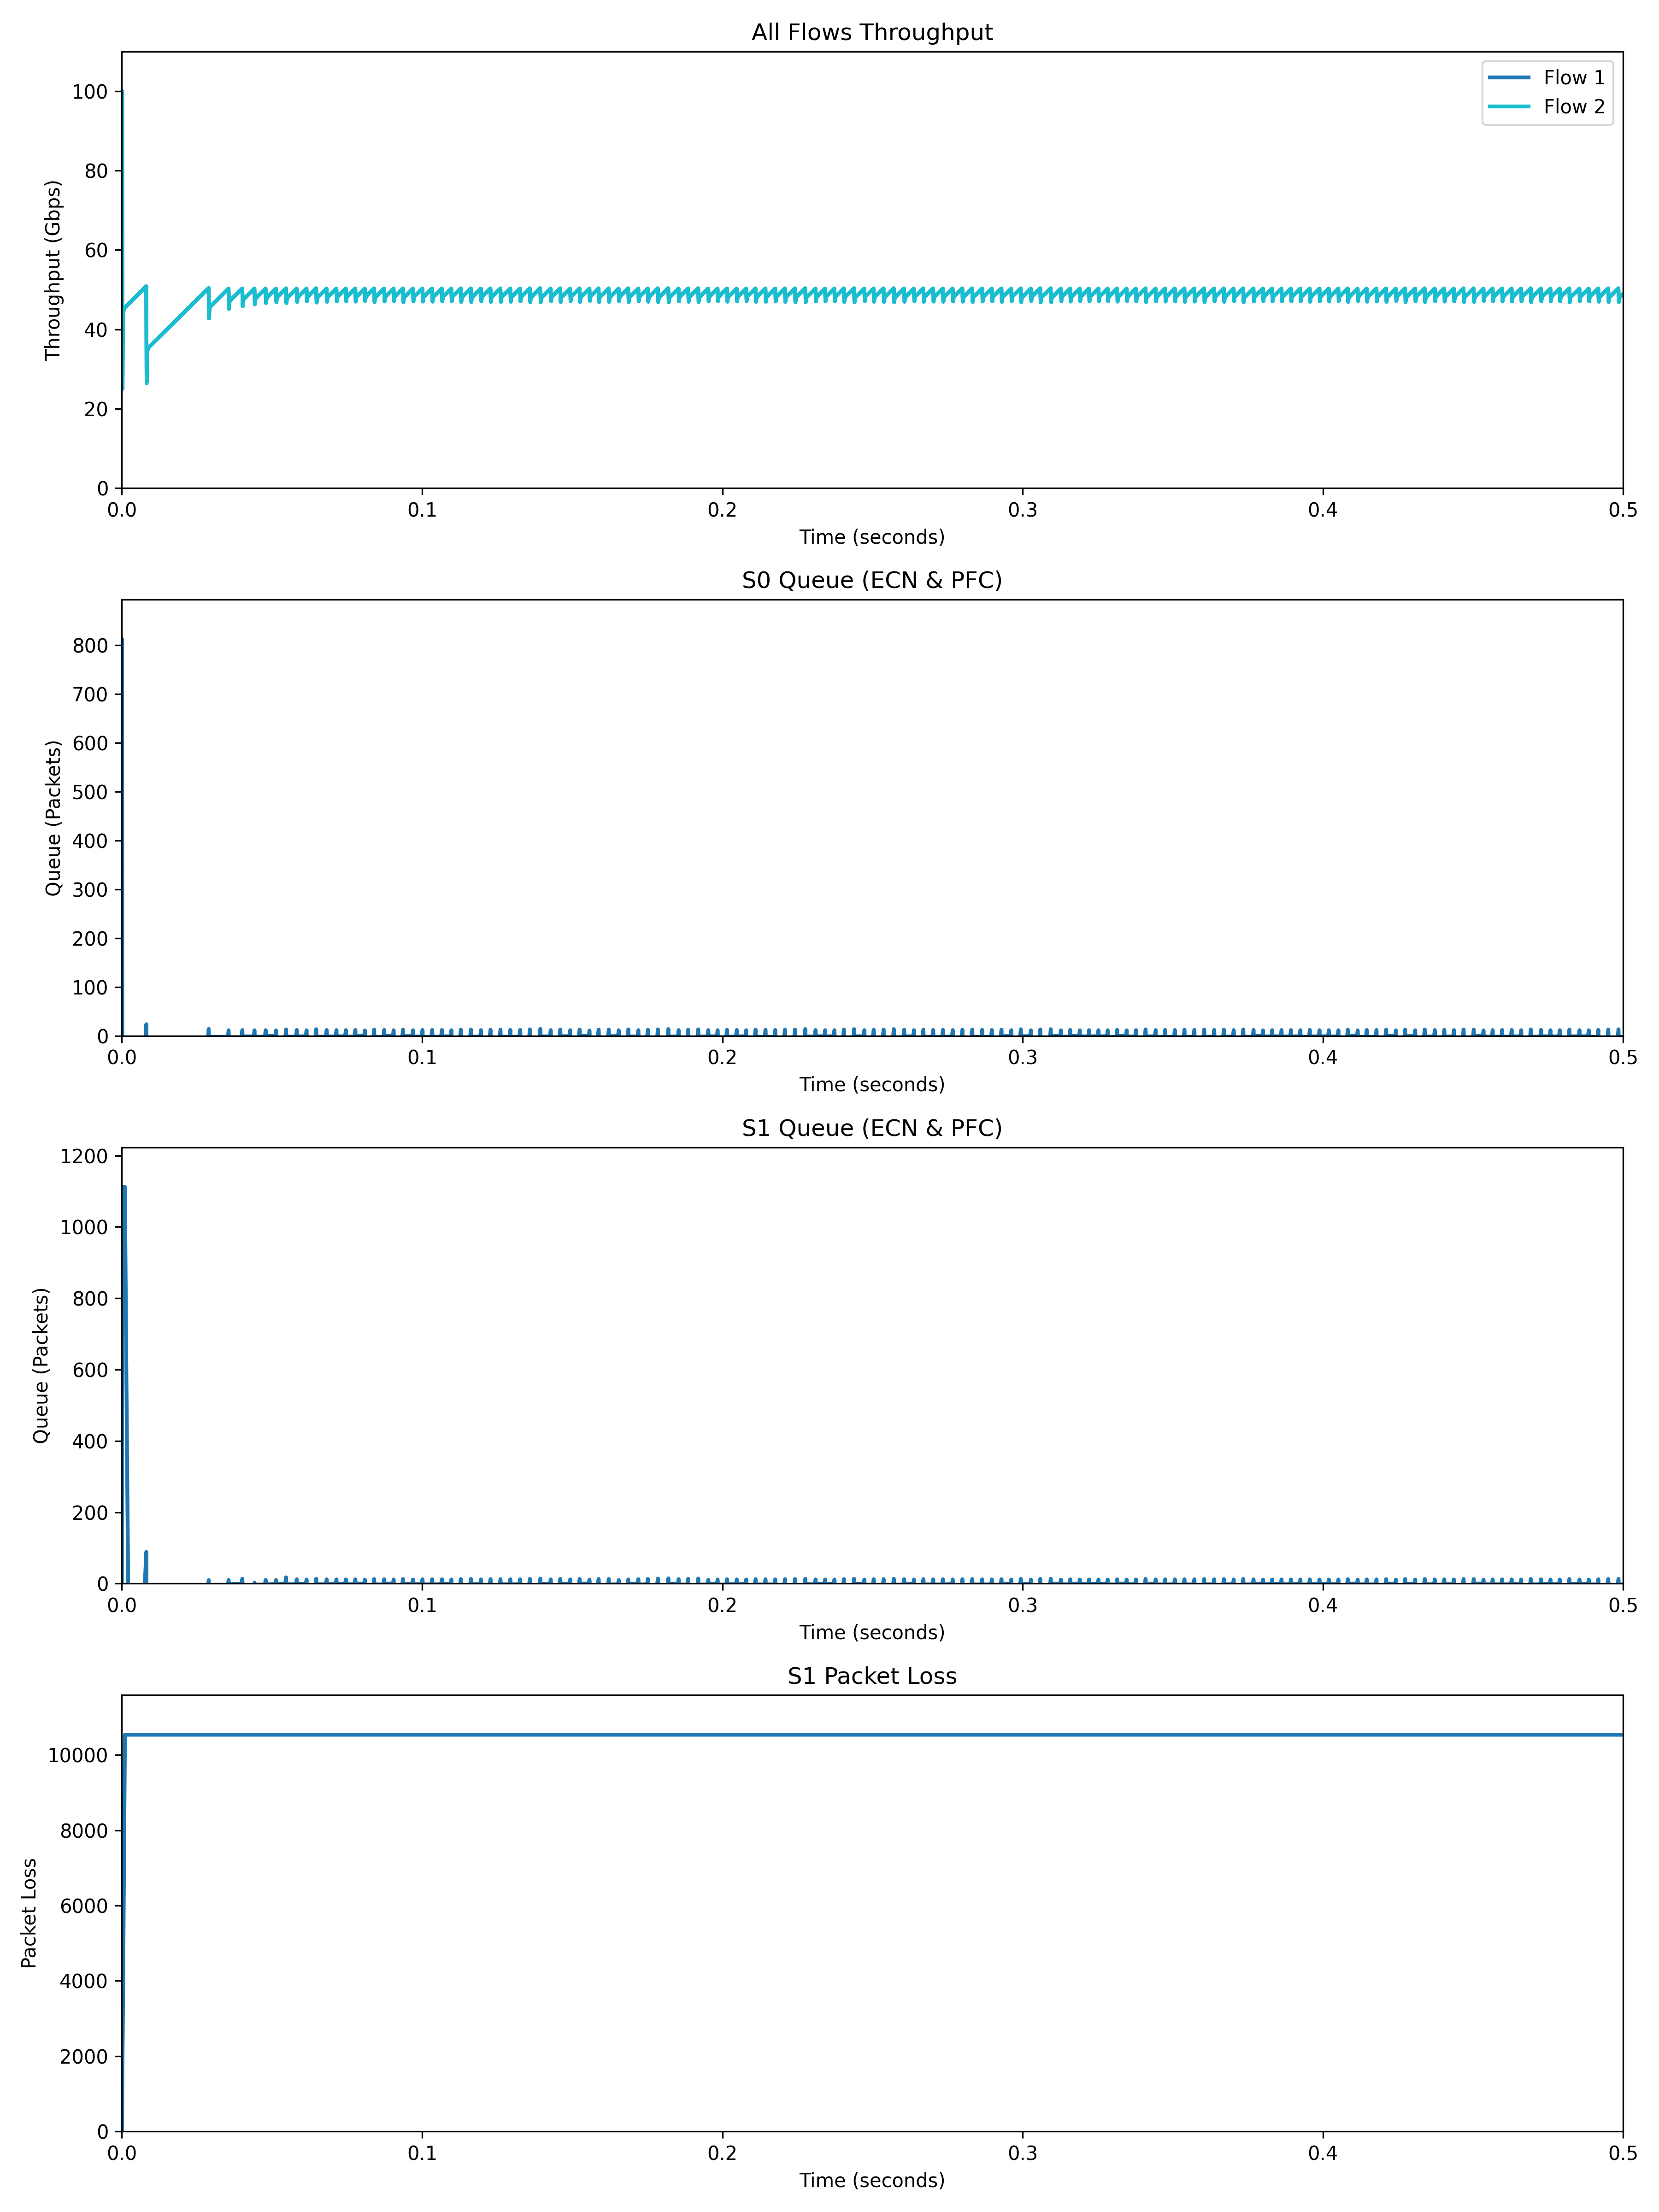 All Flows Throughput
100
80
60
40
20
0
Throughput (Gbps)
Flow 1
Flow 2
0.0 0.1 0.2 0.3 0.4 0.5
Time (seconds)
S0 Queue (ECN & PFC)
800
700
600
500
400
300
200
100
0
Queue (Packets)
0.0 0.1 0.2 0.3 0.4 0.5
Time (seconds)
S1 Queue (ECN & PFC)
1200
1000
800
600
400
200
0
Queue (Packets)
0.0 0.1 0.2 0.3 0.4 0.5
Time (seconds)
S1 Packet Loss
10000
8000
6000
4000
2000
0
Packet Loss
0.0 0.1 0.2 0.3 0.4 0.5
Time (seconds)